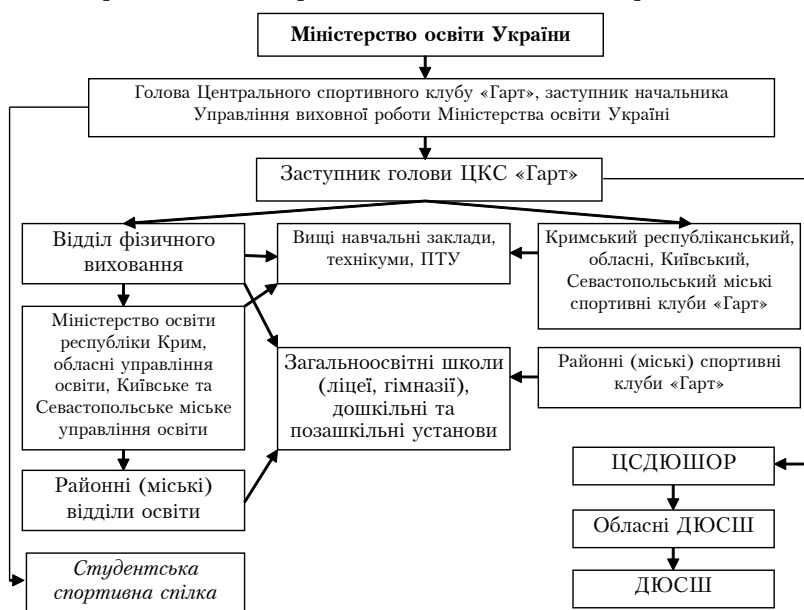 Міністерство освіти України
Голова Центрального спортивного клубу «Гарт», заступник начальника
Управління виховної роботи Міністерства освіти Україні
Заступник голови ЦКС «Гарт»
Відділ фізичного
виховання
Вищі навчальні заклади,
технікуми, ПТУ
Кримський республіканський,
обласні, Київський,
Севастопольський міські
спортивні клуби «Гарт»
Міністерство освіти
республіки Крим,
обласні управління
освіти, Київське та
Севастопольське міське
управління освіти
Загальноосвітні школи
(ліцеї, гімназії),
дошкільні та
позашкільні установи
Районні (міські) спортивні
клуби «Гарт»
Районні (міські)
відділи освіти
ЦСДЮШОР
Обласні ДЮСШ
ДЮСШ
Студентська
спортивна спілка